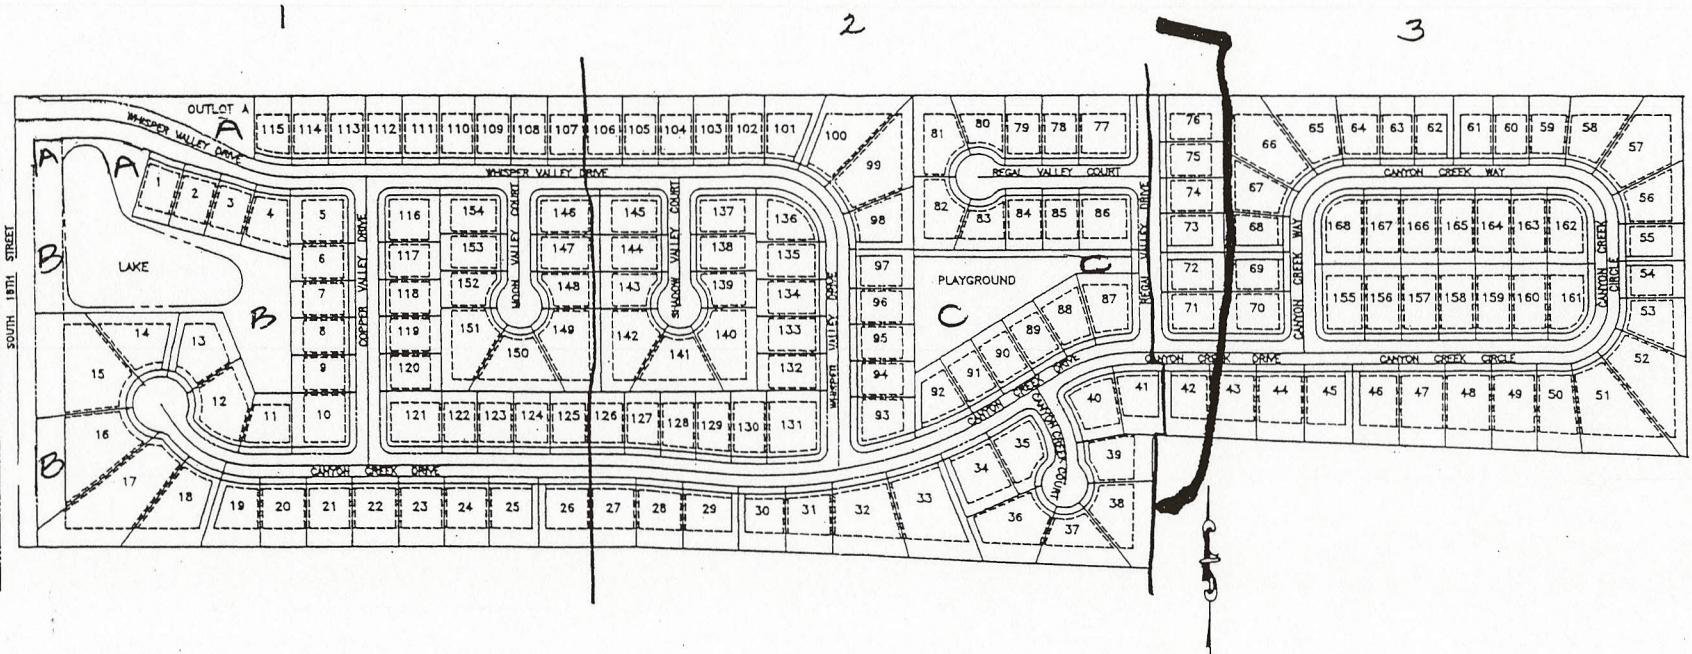 1
2
3
OUTLOT A
A
WHISPER VALLEY DRIVE
115 114 113 112 111 110 109 108 107 106 105 104 103 102 101 100
99
98
81 80 79 78 77
76
75
74
73
72
71
66 65 64 63 62 61 60 59 58 57
67
68
69
70
56
55
54
53
52
51
A
A
1 2 3 4 5
6
7
8
9
10
11
WHISPER VALLEY DRIVE
REGAL VALLEY COURT
CANYON CREEK WAY
COPPER VALLEY DRIVE
MOON VALLEY COURT
SHADOW VALLEY COURT
WHISPER VALLEY DRIVE
REGAL VALLEY DRIVE
CANYON CREEK WAY
CANYON CREEK CIRCLE
116
117
118
119
120
154
153
152
151
150
149
148
147
146
145
144
143
142
141
140
139
138
137
136
135
134
133
132
97
96
95
94
93
82 83 84 85 86
168 167 166 165 164 163 162
155 156 157 158 159 160 161
SOUTH 18TH STREET
B
LAKE
B
PLAYGROUND
C
C
87
88
89
90
91
92
14
13
12
15
16
17
18
B
121 122 123 124 125 126 127 128 129 130 131
CANYON CREEK DRIVE
CANYON CREEK DRIVE
CANYON CREEK DRIVE
CANYON CREEK CIRCLE
CANYON CREEK COURT
19 20 21 22 23 24 25 26 27 28 29 30 31 32 33
34
35
36
37
38
39
40
41 42 43 44 45 46 47 48 49 50